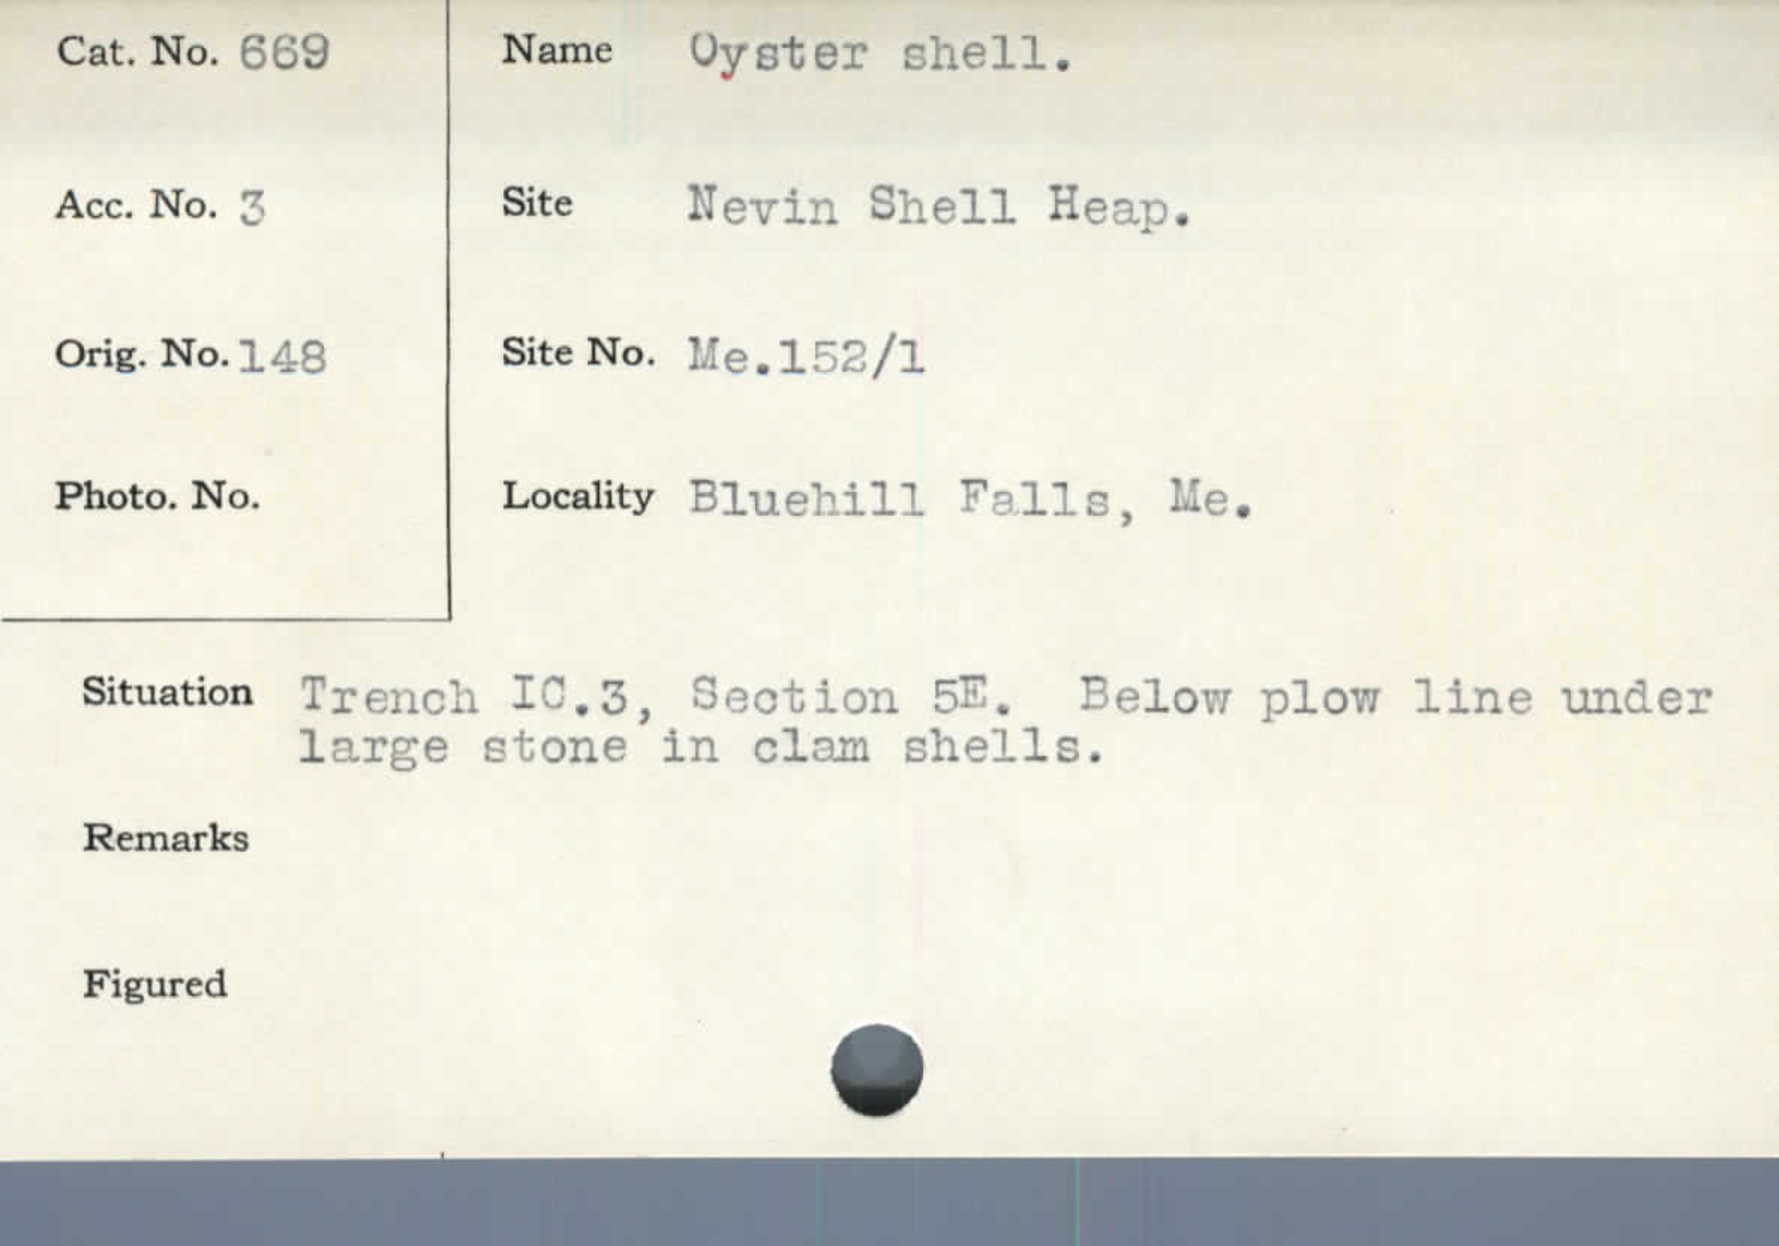 Cat. No. 669
Name Oyster shell.
Acc. No. 3
Site Nevin Shell Heap.
Orig. No. 148
Site No. Me.152/1
Photo. No.
Locality Bluehill Falls, Me.
Situation Trench IC.3, Section 5E. Below plow line under
large stone in clam shells.
Remarks
Figured